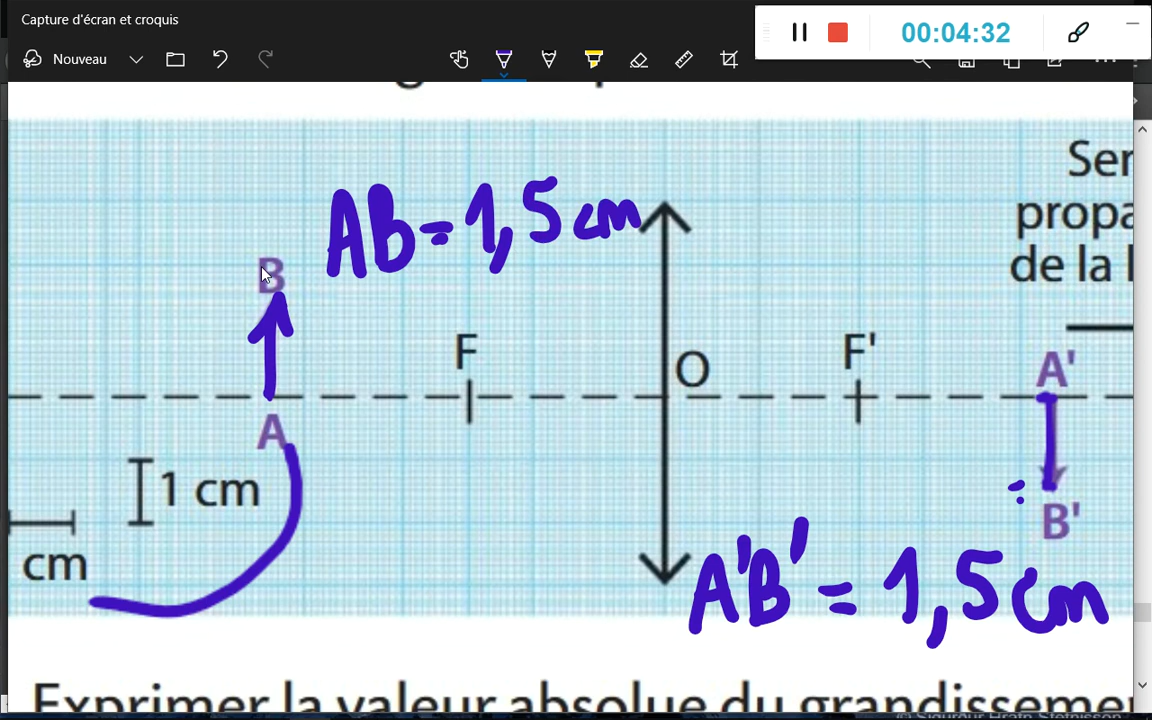 Capture d'écran et croquis
00:04:32
Nouveau
Ser
propa
de la l
AB = 1,5 cm
B
F
O
F'
A'
A
1 cm
B'
cm
A'B' = 1,5 cm
Exprimer la valeur absolue du grandisseme